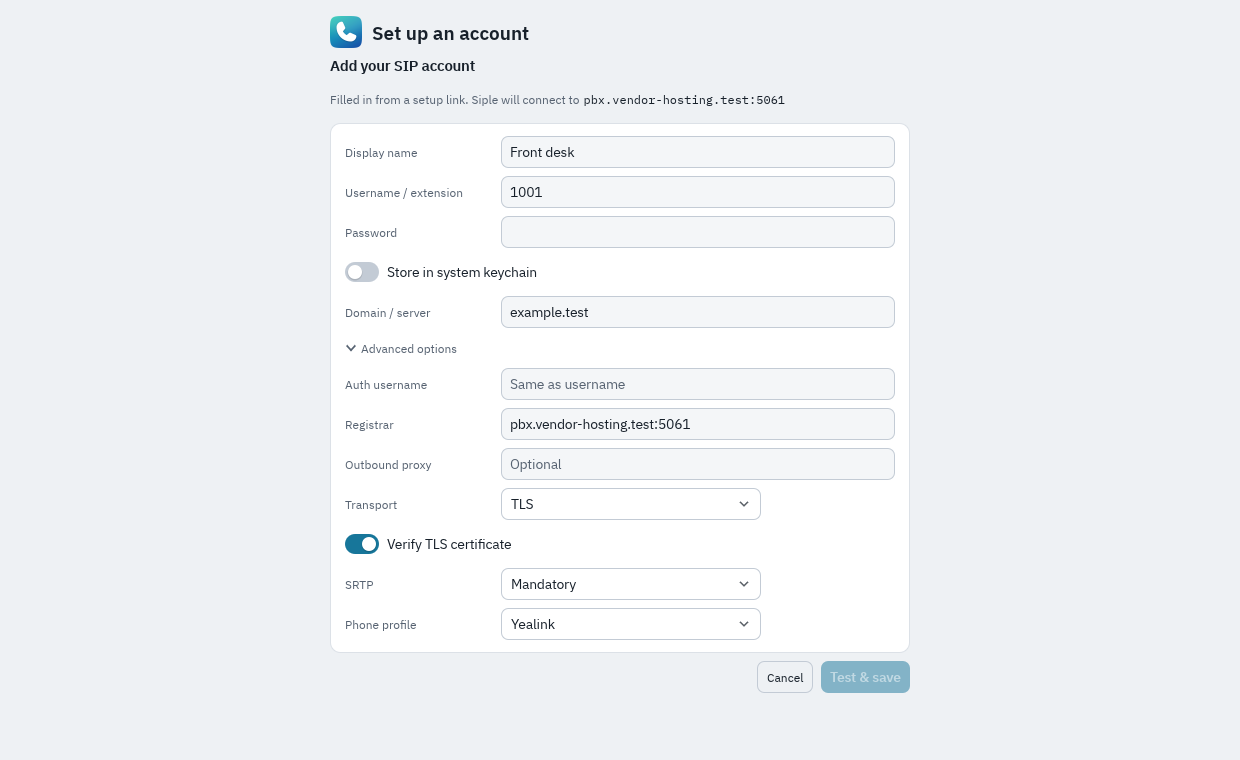 Set up an account
Add your SIP account
Filled in from a setup link. Siple will connect to pbx.vendor-hosting.test:5061
Display name Front desk
Username / extension 1001
Password
Store in system keychain
Domain / server example.test
Advanced options
Auth username Same as username
Registrar pbx.vendor-hosting.test:5061
Outbound proxy Optional
Transport TLS
Verify TLS certificate
SRTP Mandatory
Phone profile Yealink
Cancel Test & save